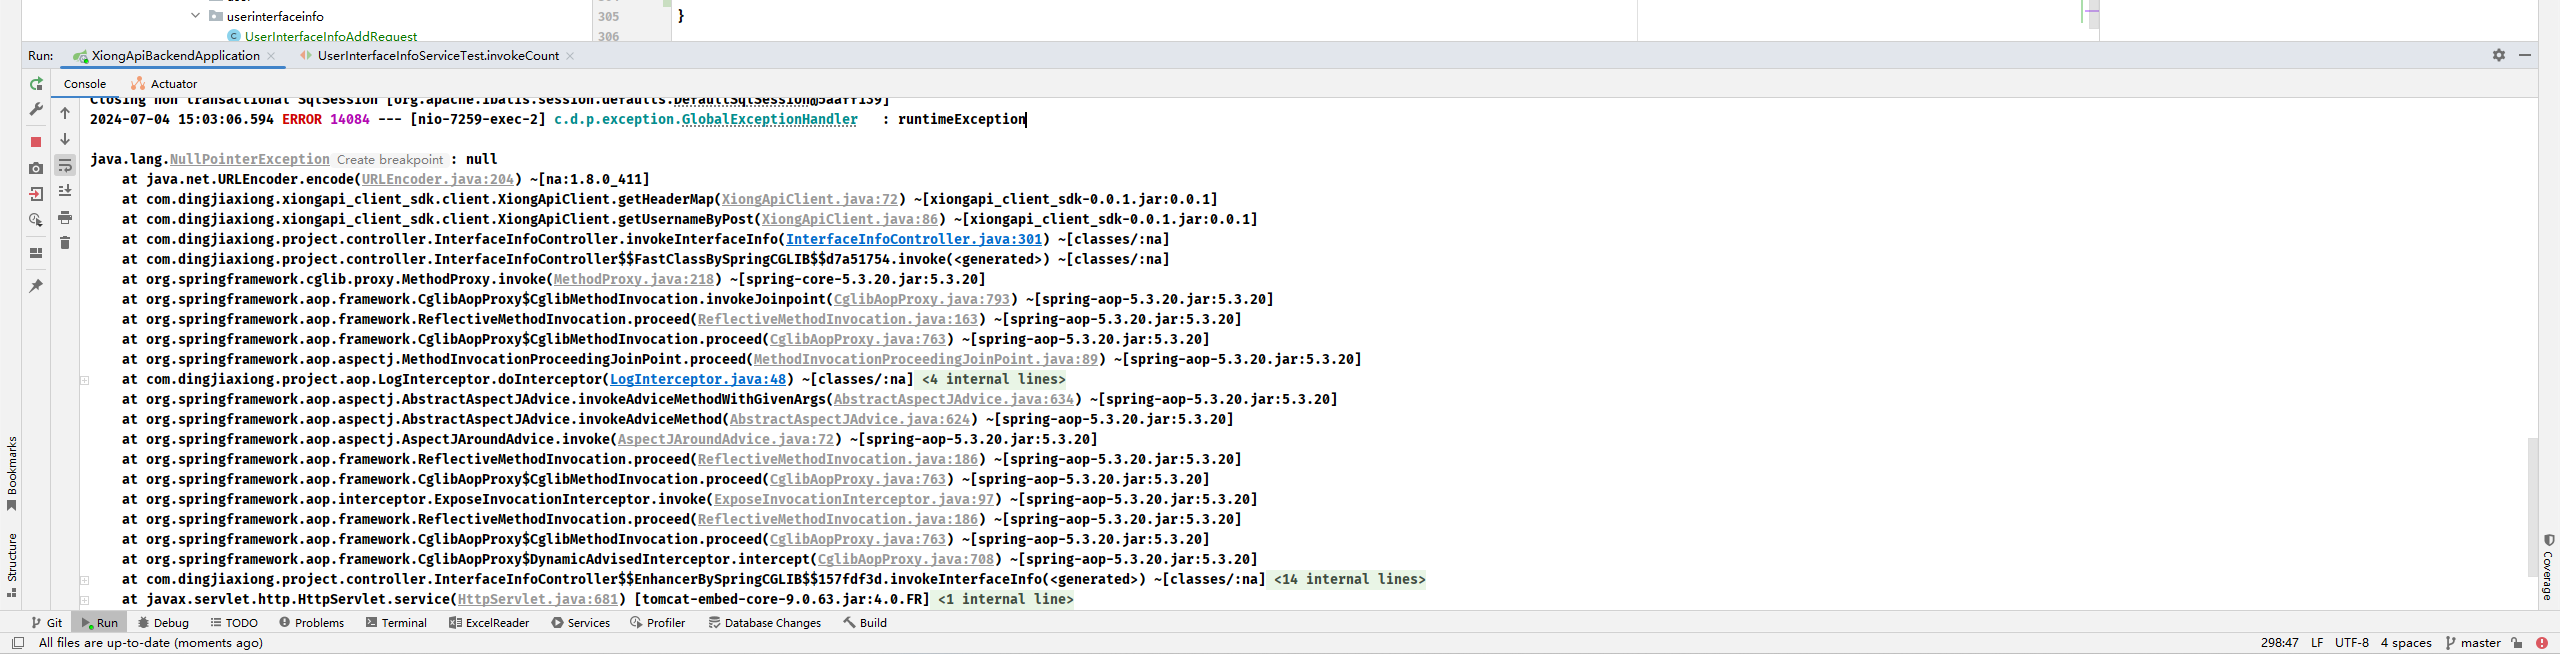 userinterfaceinfo
305 }
UserInterfaceInfoAddRequest
306
Run: XiongApiBackendApplication × UserInterfaceInfoServiceTest.invokeCount ×
Console Actuator
Closing non transactional SqlSession [org.apache.ibatis.session.defaults.DefaultSqlSession@5aaff139]
2024-07-04 15:03:06.594 ERROR 14084 --- [nio-7259-exec-2] c.d.p.exception.GlobalExceptionHandler : runtimeException
java.lang.NullPointerException Create breakpoint : null
at java.net.URLEncoder.encode(URLEncoder.java:204) ~[na:1.8.0_411]
at com.dingjiaxiong.xiongapi_client_sdk.client.XiongApiClient.getHeaderMap(XiongApiClient.java:72) ~[xiongapi_client_sdk-0.0.1.jar:0.0.1]
at com.dingjiaxiong.xiongapi_client_sdk.client.XiongApiClient.getUsernameByPost(XiongApiClient.java:86) ~[xiongapi_client_sdk-0.0.1.jar:0.0.1]
at com.dingjiaxiong.project.controller.InterfaceInfoController.invokeInterfaceInfo(InterfaceInfoController.java:301) ~[classes/:na]
at com.dingjiaxiong.project.controller.InterfaceInfoController$$FastClassBySpringCGLIB$$d7a51754.invoke(<generated>) ~[classes/:na]
at org.springframework.cglib.proxy.MethodProxy.invoke(MethodProxy.java:218) ~[spring-core-5.3.20.jar:5.3.20]
at org.springframework.aop.framework.CglibAopProxy$CglibMethodInvocation.invokeJoinpoint(CglibAopProxy.java:793) ~[spring-aop-5.3.20.jar:5.3.20]
at org.springframework.aop.framework.ReflectiveMethodInvocation.proceed(ReflectiveMethodInvocation.java:163) ~[spring-aop-5.3.20.jar:5.3.20]
at org.springframework.aop.framework.CglibAopProxy$CglibMethodInvocation.proceed(CglibAopProxy.java:763) ~[spring-aop-5.3.20.jar:5.3.20]
at org.springframework.aop.aspectj.MethodInvocationProceedingJoinPoint.proceed(MethodInvocationProceedingJoinPoint.java:89) ~[spring-aop-5.3.20.jar:5.3.20]
at com.dingjiaxiong.project.aop.LogInterceptor.doInterceptor(LogInterceptor.java:48) ~[classes/:na] <4 internal lines>
at org.springframework.aop.aspectj.AbstractAspectJAdvice.invokeAdviceMethodWithGivenArgs(AbstractAspectJAdvice.java:634) ~[spring-aop-5.3.20.jar:5.3.20]
at org.springframework.aop.aspectj.AbstractAspectJAdvice.invokeAdviceMethod(AbstractAspectJAdvice.java:624) ~[spring-aop-5.3.20.jar:5.3.20]
at org.springframework.aop.aspectj.AspectJAroundAdvice.invoke(AspectJAroundAdvice.java:72) ~[spring-aop-5.3.20.jar:5.3.20]
at org.springframework.aop.framework.ReflectiveMethodInvocation.proceed(ReflectiveMethodInvocation.java:186) ~[spring-aop-5.3.20.jar:5.3.20]
at org.springframework.aop.framework.CglibAopProxy$CglibMethodInvocation.proceed(CglibAopProxy.java:763) ~[spring-aop-5.3.20.jar:5.3.20]
at org.springframework.aop.interceptor.ExposeInvocationInterceptor.invoke(ExposeInvocationInterceptor.java:97) ~[spring-aop-5.3.20.jar:5.3.20]
at org.springframework.aop.framework.ReflectiveMethodInvocation.proceed(ReflectiveMethodInvocation.java:186) ~[spring-aop-5.3.20.jar:5.3.20]
at org.springframework.aop.framework.CglibAopProxy$CglibMethodInvocation.proceed(CglibAopProxy.java:763) ~[spring-aop-5.3.20.jar:5.3.20]
at org.springframework.aop.framework.CglibAopProxy$DynamicAdvisedInterceptor.intercept(CglibAopProxy.java:708) ~[spring-aop-5.3.20.jar:5.3.20]
at com.dingjiaxiong.project.controller.InterfaceInfoController$$EnhancerBySpringCGLIB$$157fdf3d.invokeInterfaceInfo(<generated>) ~[classes/:na] <14 internal lines>
at javax.servlet.http.HttpServlet.service(HttpServlet.java:681) [tomcat-embed-core-9.0.63.jar:4.0.FR] <1 internal line>
Bookmarks
Structure
Coverage
Git Run Debug TODO Problems Terminal ExcelReader Services Profiler Database Changes Build
All files are up-to-date (moments ago) 298:47 LF UTF-8 4 spaces master